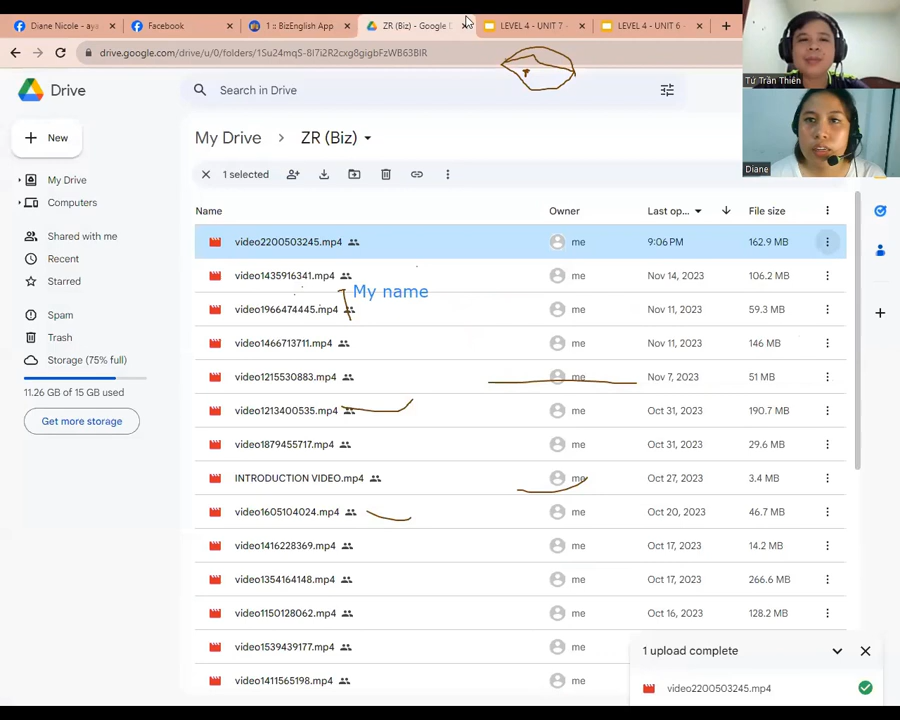 Diane Nicole - aya
Facebook
1 :: BizEnglish App
ZR (Biz) - Google D
LEVEL 4 - UNIT 7 -
LEVEL 4 - UNIT 6 -
drive.google.com/drive/u/0/folders/
Drive
Search in Drive
New
My Drive
Computers
Shared with me
Recent
Starred
Spam
Trash
Storage (75% full)
11.26 GB of 15 GB used
Get more storage
My Drive > ZR (Biz)
1 selected
Name Owner Last op... File size
video2200503245.mp4 me 9:06 PM 162.9 MB
video1435916341.mp4 me Nov 14, 2023 106.2 MB
My name
video1966474445.mp4 me Nov 11, 2023 59.3 MB
video1466713711.mp4 me Nov 11, 2023 146 MB
video1215530883.mp4 me Nov 7, 2023 51 MB
video1213400535.mp4 me Oct 31, 2023 190.7 MB
video1879455717.mp4 me Oct 31, 2023 29.6 MB
INTRODUCTION VIDEO.mp4 me Oct 27, 2023 3.4 MB
video1605104024.mp4 me Oct 20, 2023 46.7 MB
video1416228369.mp4 me Oct 17, 2023 14.2 MB
video1354164148.mp4 me Oct 17, 2023 266.6 MB
video1150128062.mp4 me Oct 16, 2023 128.2 MB
video1539439177.mp4 me
video1411565198.mp4 me
1 upload complete
video2200503245.mp4
Tứ Trần Thiên
Diane